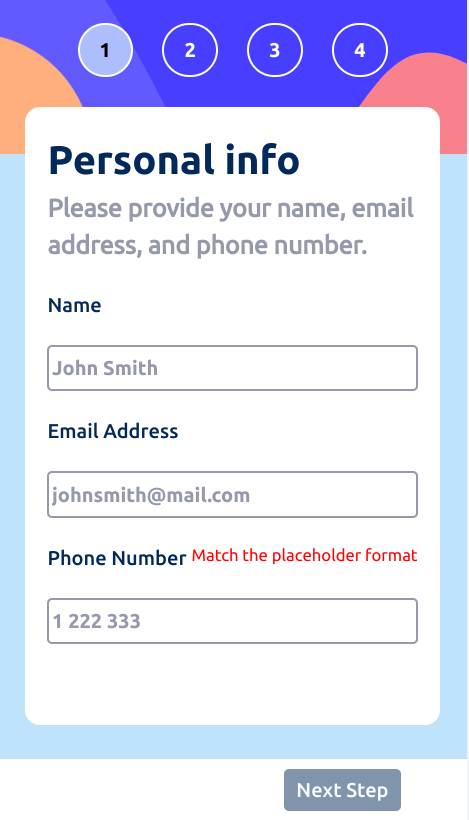 1 2 3 4
Personal info
Please provide your name, email
address, and phone number.
Name
John Smith
Email Address
johnsmith@mail.com
Phone Number Match the placeholder format
1 222 333
Next Step